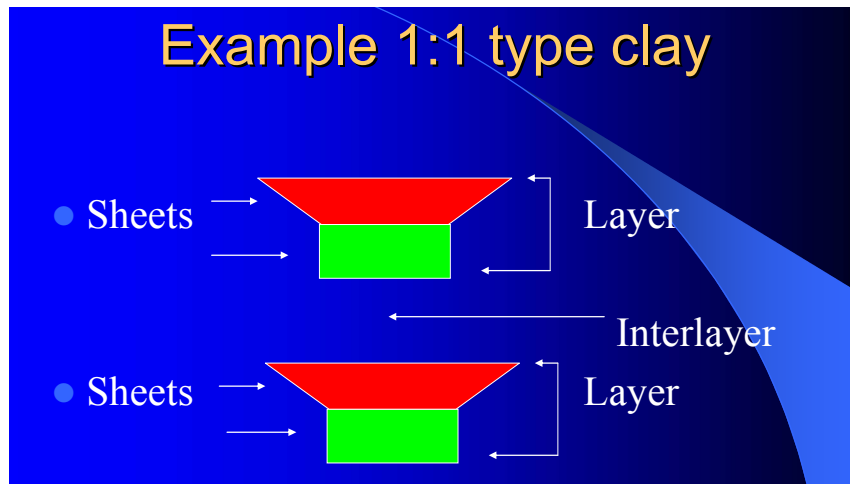 Example 1:1 type clay
Sheets
Layer
Interlayer
Sheets
Layer